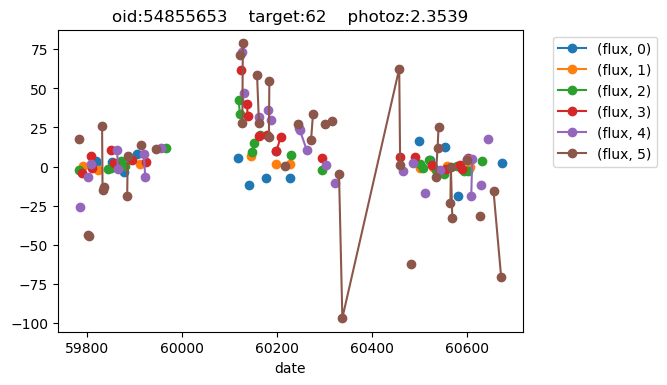 oid:54855653    target:62    photoz:2.3539
75
50
25
0
−25
−50
−75
−100
59800 60000 60200 60400 60600
date
(flux, 0)
(flux, 1)
(flux, 2)
(flux, 3)
(flux, 4)
(flux, 5)